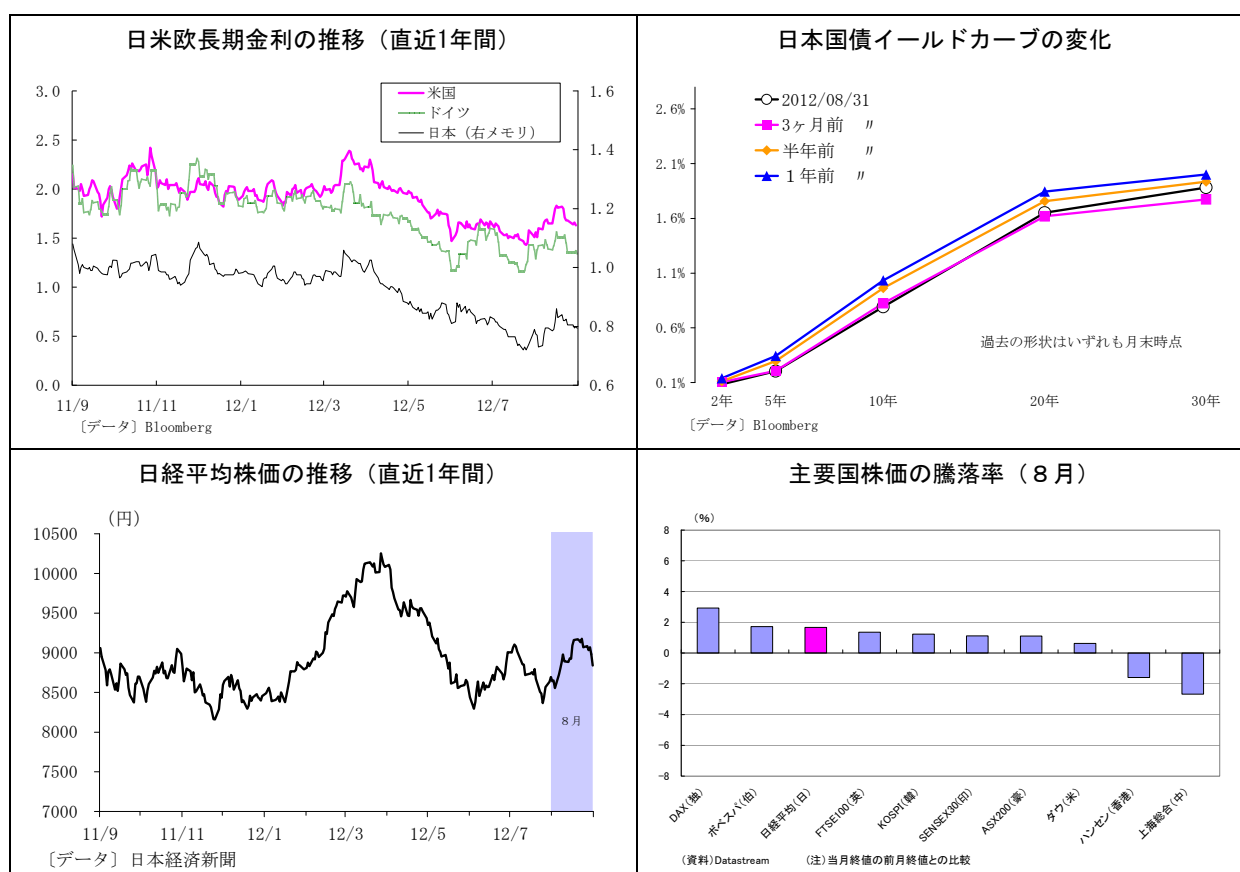 日米欧長期金利の推移（直近1年間）
3.0
2.5
2.0
1.5
1.0
0.5
0.0
1.6
1.4
1.2
1.0
0.8
0.6
米国
ドイツ
日本（右メモリ）
11/9 11/11 12/1 12/3 12/5 12/7
〔データ〕Bloomberg
日本国債イールドカーブの変化
2.6%
2.1%
1.6%
1.1%
0.6%
0.1%
2012/08/31
3ヶ月前 〃
半年前 〃
１年前 〃
過去の形状はいずれも月末時点
2年 5年 10年 20年 30年
〔データ〕Bloomberg
日経平均株価の推移（直近1年間）
（円）
10500
10000
9500
9000
8500
8000
7500
7000
８月
11/9 11/11 12/1 12/3 12/5 12/7
〔データ〕日本経済新聞
主要国株価の騰落率（８月）
（%）
8
6
4
2
0
-2
-4
-6
-8
DAX（独）
ボベスパ（伯）
日経平均（日）
FTSE100（英）
KOSPI（韓）
SENSEX30（印）
ASX200（豪）
ダウ（米）
ハンセン（香港）
上海総合（中）
（資料）Datastream （注）当月終値の前月終値との比較